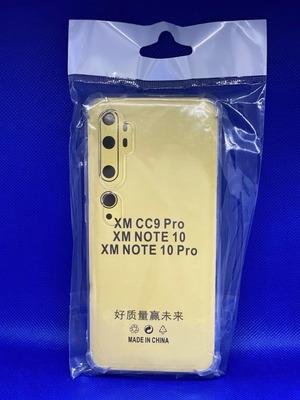 XM CC9 Pro
XM NOTE 10
XM NOTE 10 Pro
好质量赢未来
MADE IN CHINA